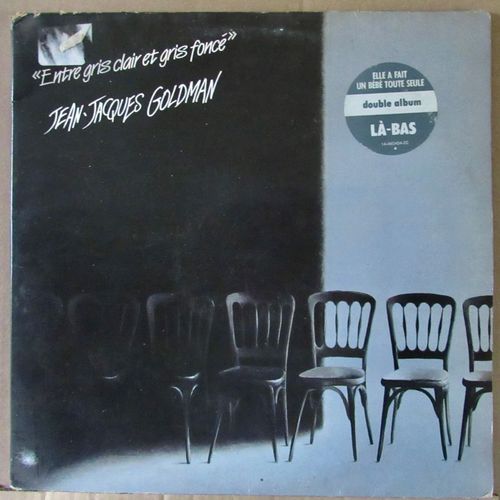 «Entre gris clair et gris foncé»
JEAN-JACQUES GOLDMAN
ELLE A FAIT
UN BÉBÉ TOUTE SEULE
double album
LÀ-BAS